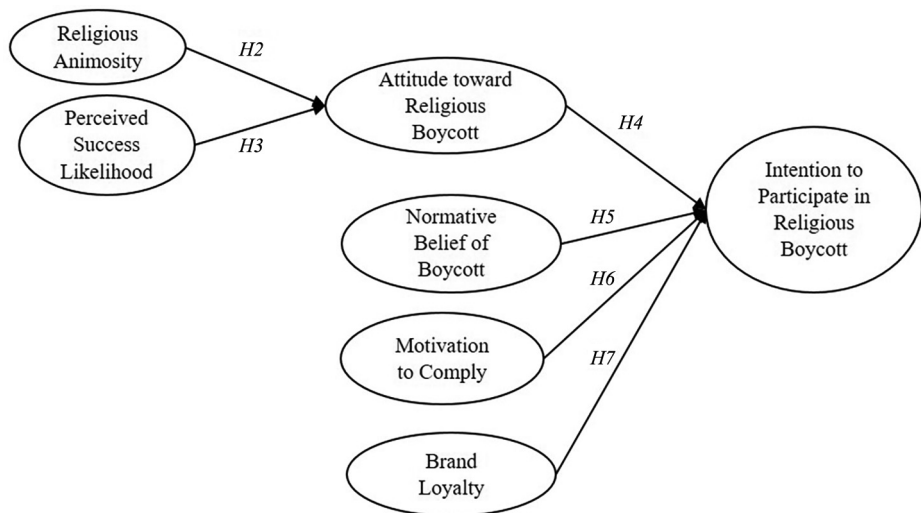 Religious
Animosity
H2
Perceived
Success
Likelihood
H3
Attitude toward
Religious
Boycott
H4
Normative
Belief of
Boycott
H5
Motivation
to Comply
H6
Brand
Loyalty
H7
Intention to
Participate in
Religious
Boycott